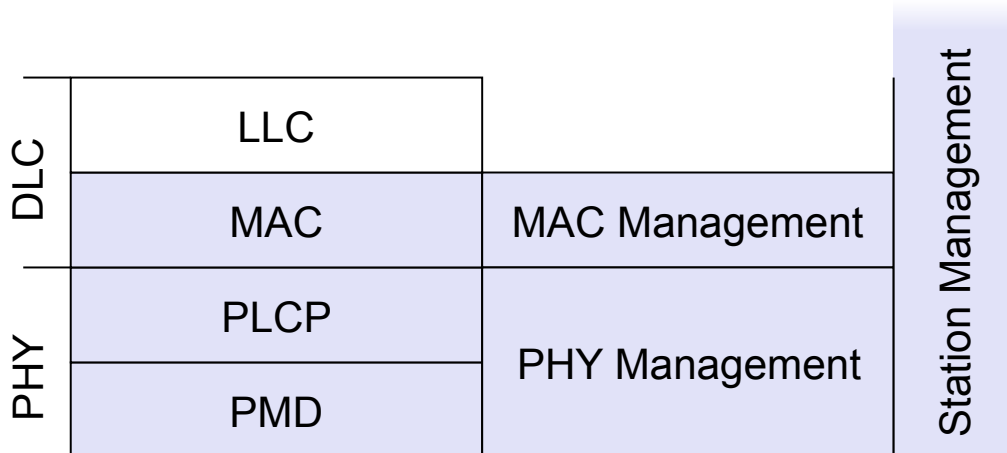 DLC
LLC
MAC
MAC Management
PHY
PLCP
PMD
PHY Management
Station Management